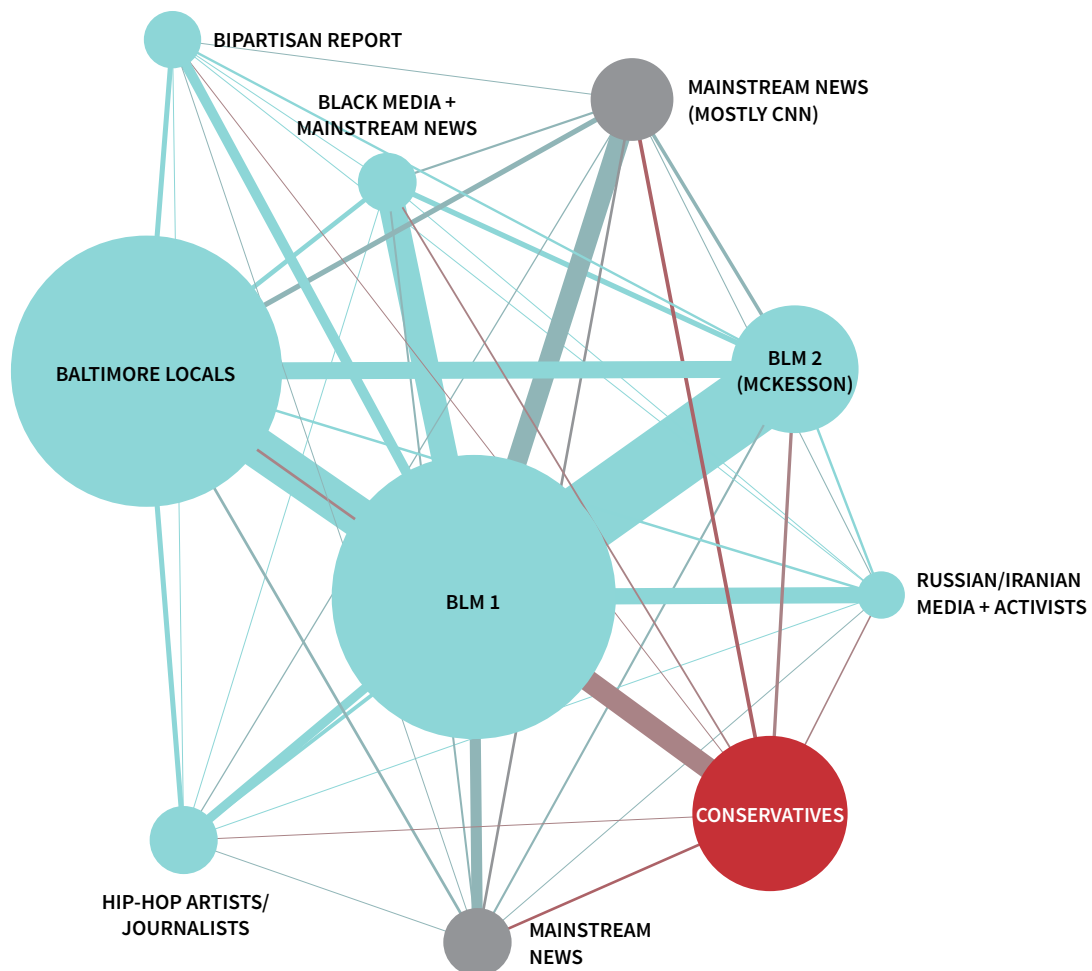 BIPARTISAN REPORT
BLACK MEDIA +
MAINSTREAM NEWS
MAINSTREAM NEWS
(MOSTLY CNN)
BALTIMORE LOCALS
BLM 2
(MCKESSON)
BLM 1
RUSSIAN/IRANIAN
MEDIA + ACTIVISTS
CONSERVATIVES
HIP-HOP ARTISTS/
JOURNALISTS
MAINSTREAM
NEWS